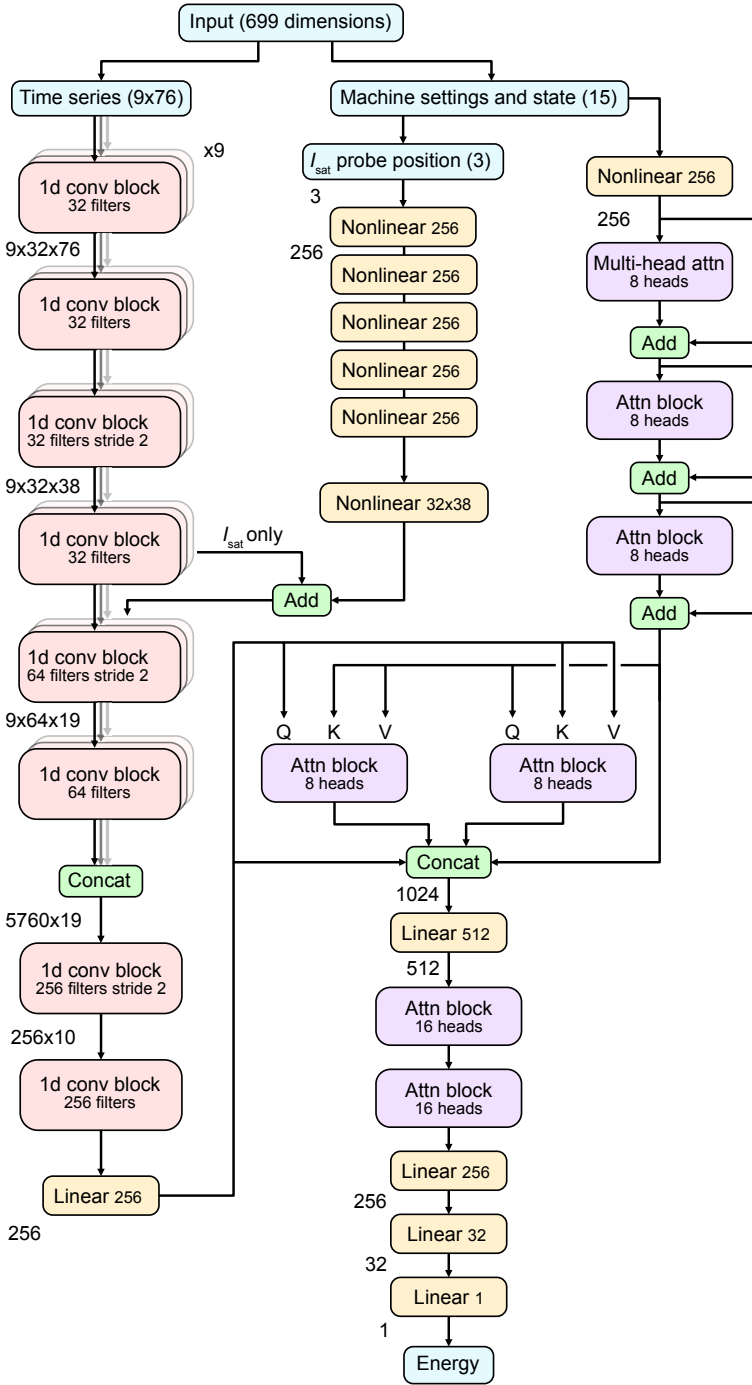 Input (699 dimensions)
Time series (9x76)
Machine settings and state (15)
x9
1d conv block
32 filters
9x32x76
1d conv block
32 filters
1d conv block
32 filters stride 2
9x32x38
1d conv block
32 filters
Isat only
Add
1d conv block
64 filters stride 2
9x64x19
1d conv block
64 filters
Concat
5760x19
1d conv block
256 filters stride 2
256x10
1d conv block
256 filters
Linear 256
256
Isat probe position (3)
3
Nonlinear 256
256
Nonlinear 256
Nonlinear 256
Nonlinear 256
Nonlinear 256
Nonlinear 32x38
Nonlinear 256
256
Multi-head attn
8 heads
Add
Attn block
8 heads
Add
Attn block
8 heads
Add
Q K V
Q K V
Attn block
8 heads
Attn block
8 heads
Concat
1024
Linear 512
512
Attn block
16 heads
Attn block
16 heads
Linear 256
256
Linear 32
32
Linear 1
1
Energy